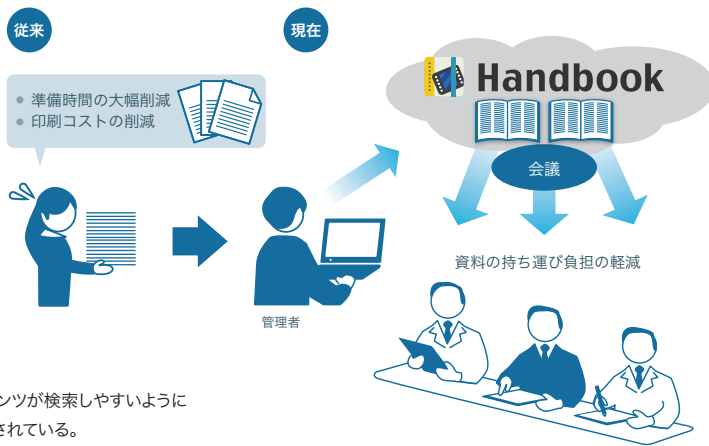 従来
現在
● 準備時間の大幅削減
● 印刷コストの削減
Handbook
会議
資料の持ち運び負担の軽減
管理者
ンツが検索しやすいように
されている。